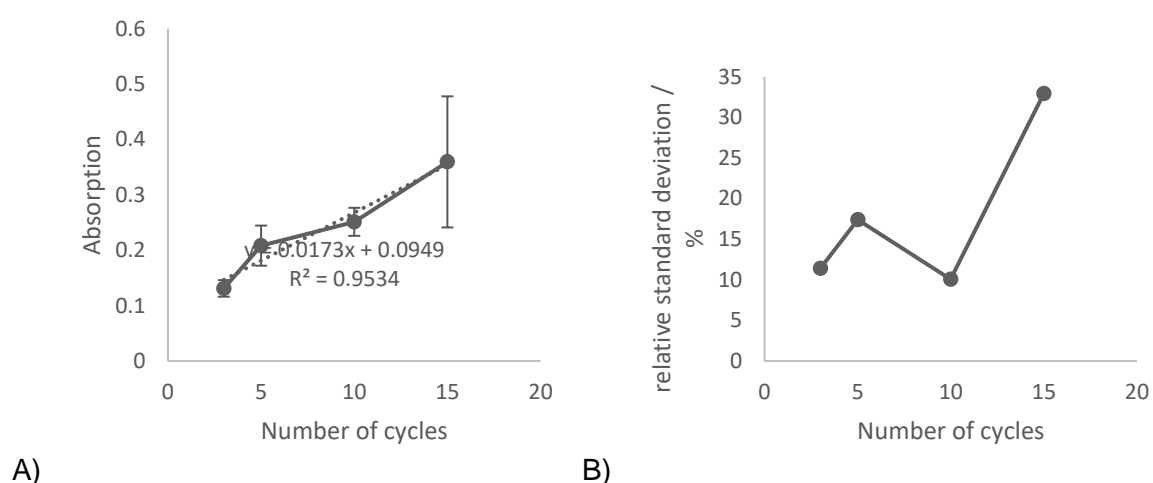 0.6
0.5
0.4
0.3
0.2
0.1
0
Absorption
y = 0.0173x + 0.0949
R² = 0.9534
0 5 10 15 20
Number of cycles
A)
35
30
25
20
15
10
5
0
relative standard deviation /
%
0 5 10 15 20
Number of cycles
B)